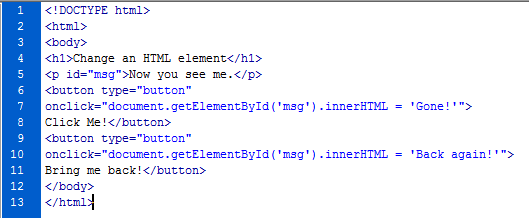 1 <!DOCTYPE html>
2 <html>
3 <body>
4 <h1>Change an HTML element</h1>
5 <p id="msg">Now you see me.</p>
6 <button type="button"
7 onclick="document.getElementById('msg').innerHTML = 'Gone!'">
8 Click Me!</button>
9 <button type="button"
10 onclick="document.getElementById('msg').innerHTML = 'Back again!'">
11 Bring me back!</button>
12 </body>
13 </html>